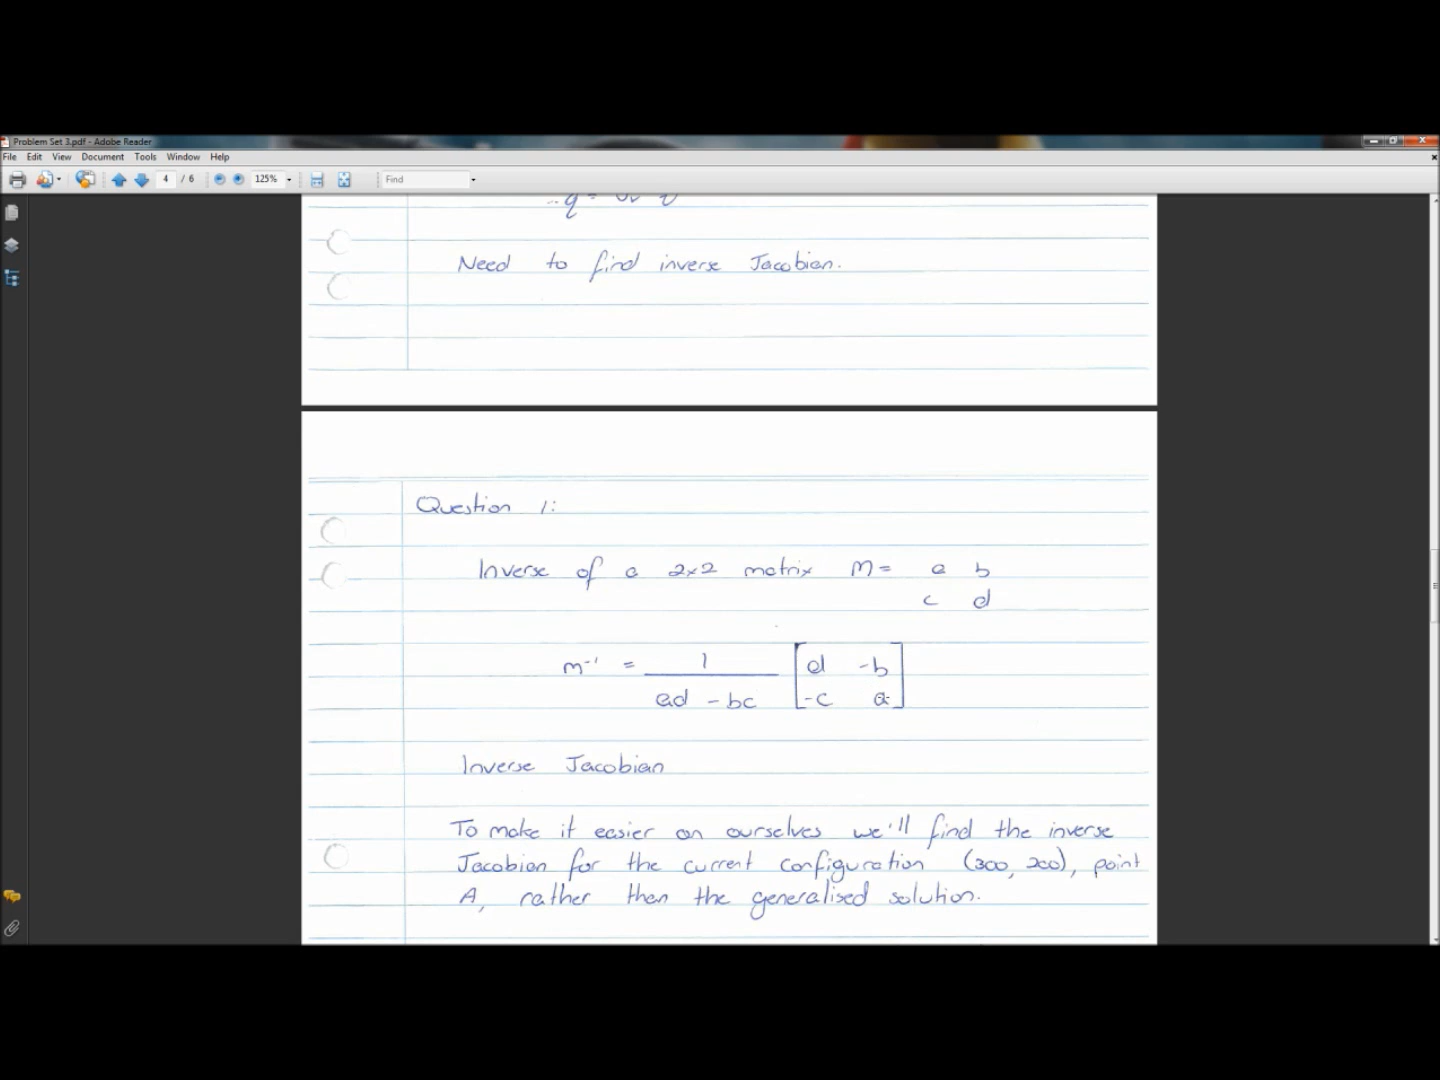 Problem Set 3.pdf - Adobe Reader
File Edit View Document Tools Window Help
4 / 6 125% Find
Need to find inverse Jacobian.
Question 1:
Inverse of a 2x2 matrix M = a b
c d
m⁻¹ = 1
ad - bc
d -b
-c a
Inverse Jacobian
To make it easier on ourselves we'll find the inverse
Jacobian for the current configuration (300, 200), point
A, rather then the generalised solution.